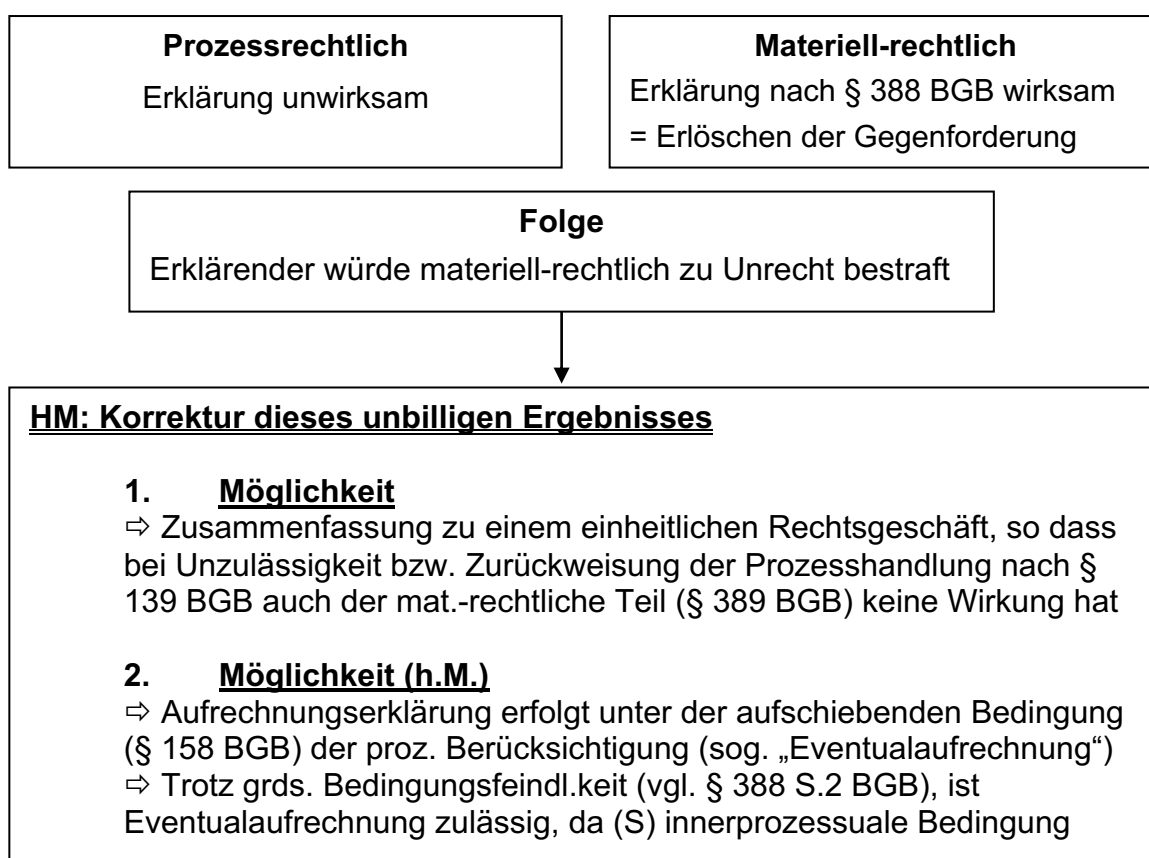 Prozessrechtlich
Erklärung unwirksam
Materiell-rechtlich
Erklärung nach § 388 BGB wirksam
= Erlöschen der Gegenforderung
Folge
Erklärender würde materiell-rechtlich zu Unrecht bestraft
HM: Korrektur dieses unbilligen Ergebnisses
1. Möglichkeit
⇨ Zusammenfassung zu einem einheitlichen Rechtsgeschäft, so dass
bei Unzulässigkeit bzw. Zurückweisung der Prozesshandlung nach §
139 BGB auch der mat.-rechtliche Teil (§ 389 BGB) keine Wirkung hat
2. Möglichkeit (h.M.)
⇨ Aufrechnungserklärung erfolgt unter der aufschiebenden Bedingung
(§ 158 BGB) der proz. Berücksichtigung (sog. „Eventualaufrechnung“)
⇨ Trotz grds. Bedingungsfeindl.keit (vgl. § 388 S.2 BGB), ist
Eventualaufrechnung zulässig, da (S) innerprozessuale Bedingung